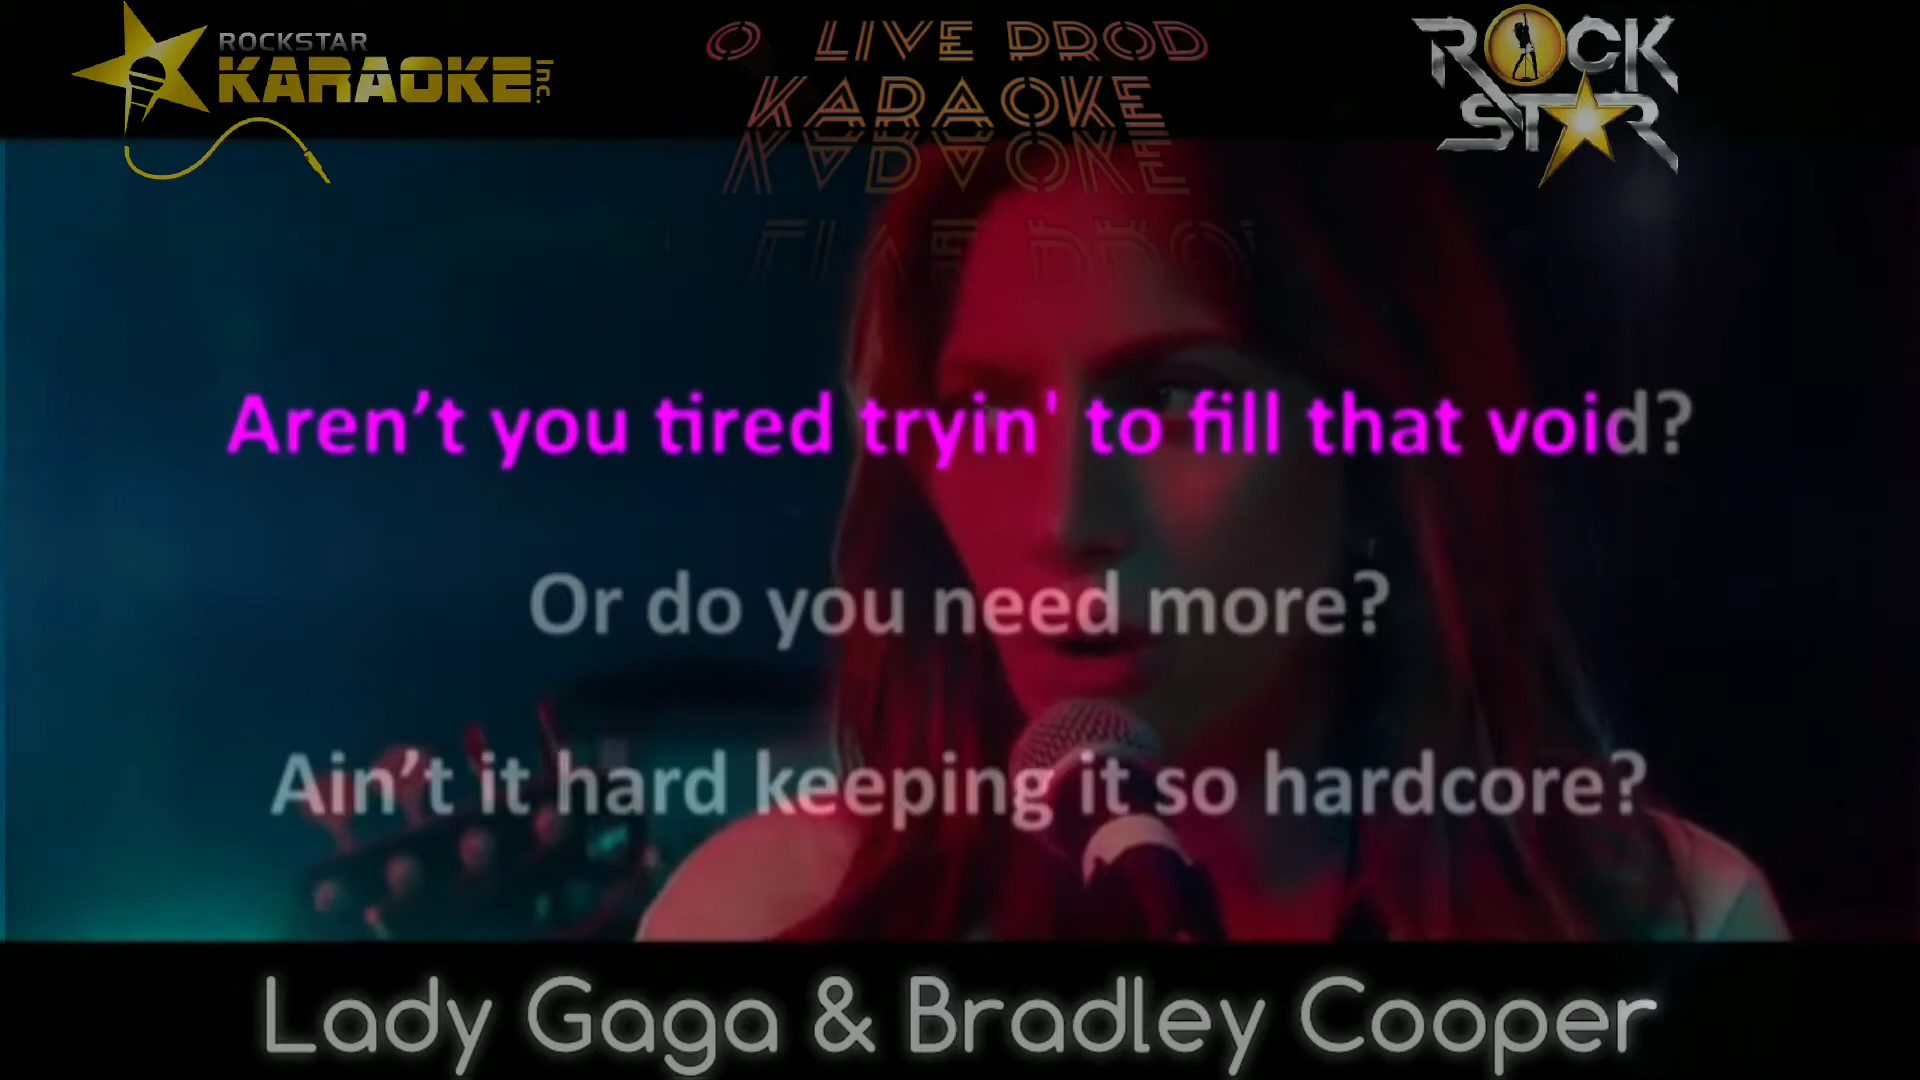 ROCKSTAR
KARAOKE Inc.
O LIVE PROD
KARAOKE
ROCK
STAR
Aren’t you tired tryin' to fill that void?
Or do you need more?
Ain’t it hard keeping it so hardcore?
Lady Gaga & Bradley Cooper